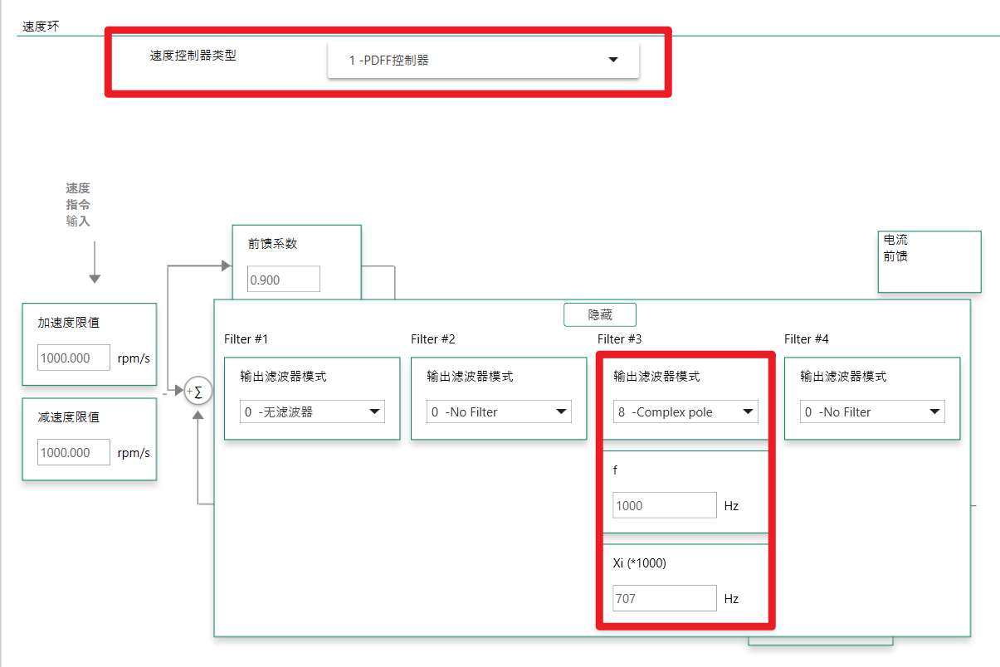 速度环
速度控制器类型
1 -PDFF控制器
速度
指令
输入
前馈系数
0.900
电流
前馈
加速度限值
1000.000 rpm/s
减速度限值
1000.000 rpm/s
-
+∑
隐藏
Filter #1
输出滤波器模式
0 -无滤波器
Filter #2
输出滤波器模式
0 -No Filter
Filter #3
输出滤波器模式
8 -Complex pole
f
1000 Hz
Xi (*1000)
707 Hz
Filter #4
输出滤波器模式
0 -No Filter